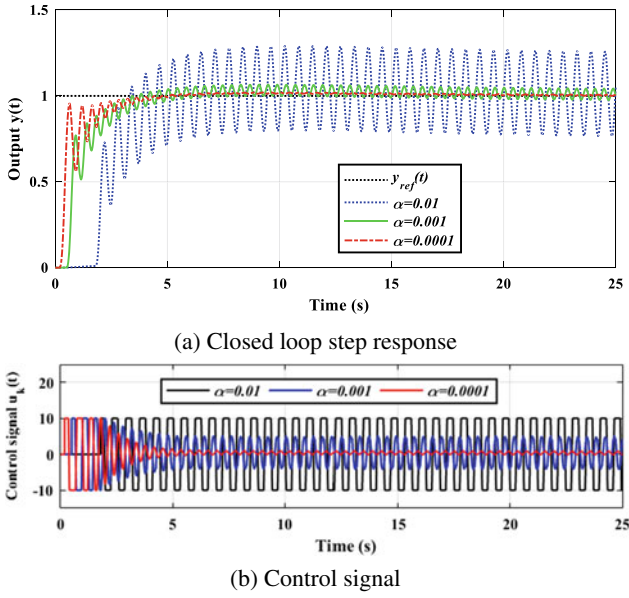 1.5
1
0.5
0
Output y(t)
y_ref(t)
α=0.01
α=0.001
α=0.0001
0 5 10 15 20 25
Time (s)
(a) Closed loop step response
20
10
0
-10
Control signal u_k(t)
α=0.01 α=0.001 α=0.0001
0 5 10 15 20 25
Time (s)
(b) Control signal